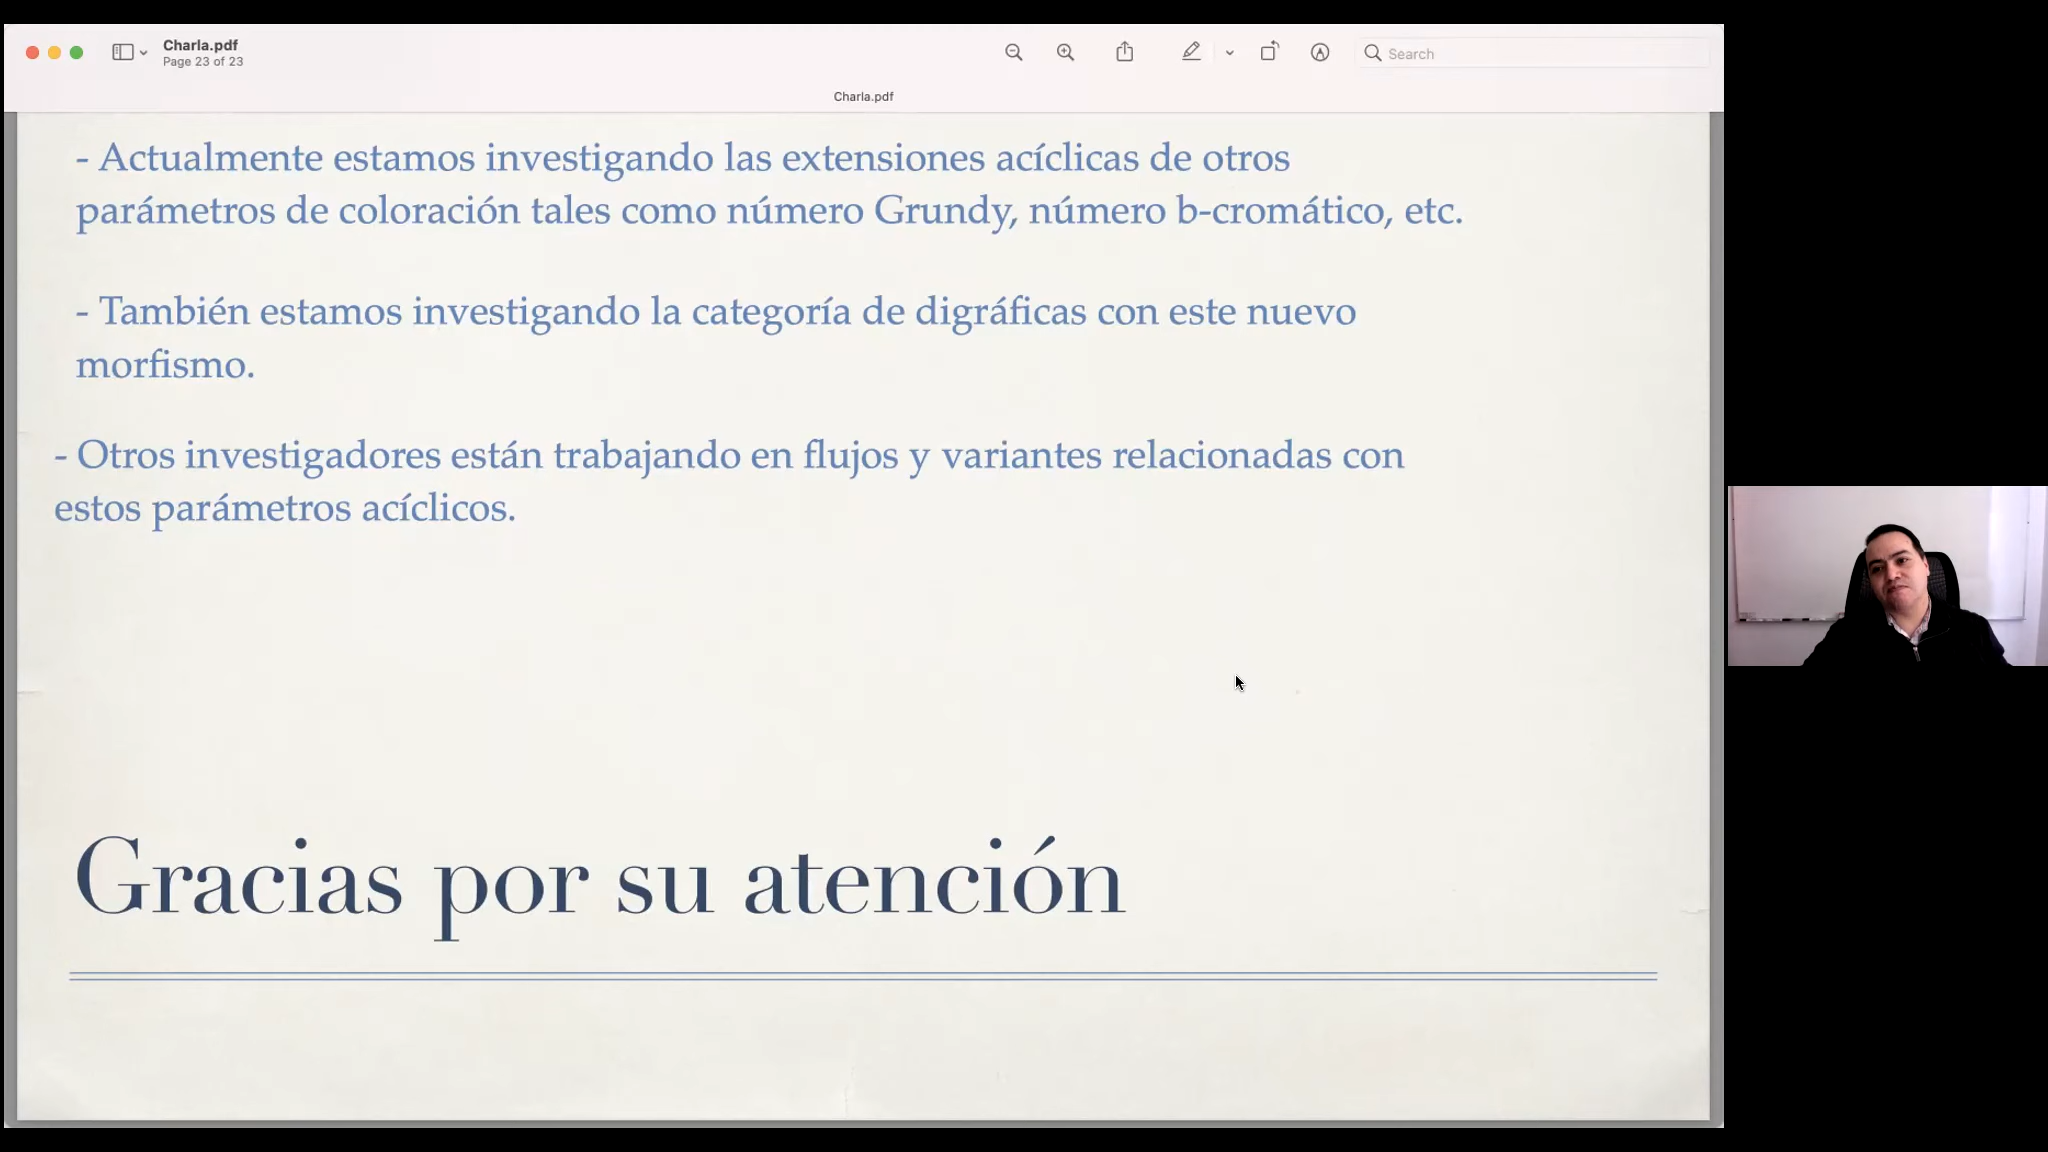 Charla.pdf
Page 23 of 23
Search
Charla.pdf
- Actualmente estamos investigando las extensiones acíclicas de otros
parámetros de coloración tales como número Grundy, número b-cromático, etc.
- También estamos investigando la categoría de digráficas con este nuevo
morfismo.
- Otros investigadores están trabajando en flujos y variantes relacionadas con
estos parámetros acíclicos.
Gracias por su atención